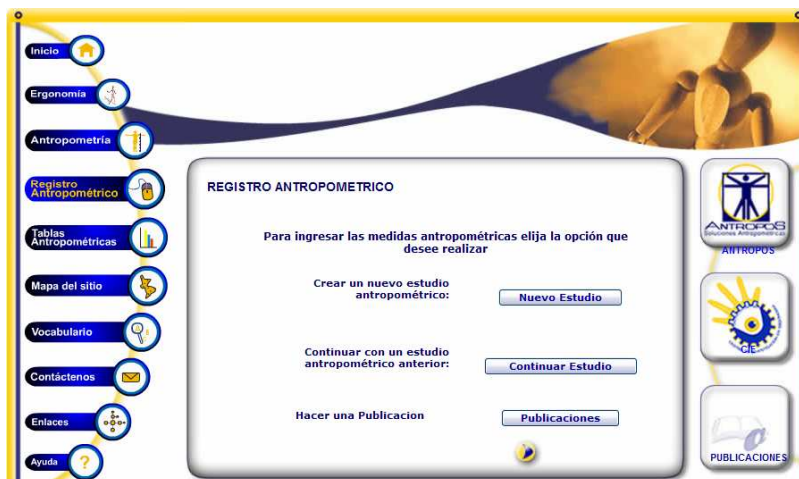 Inicio
Ergonomía
Antropometría
Registro
Antropométrico
Tablas
Antropométricas
Mapa del sitio
Vocabulario
Contáctenos
Enlaces
Ayuda
REGISTRO ANTROPOMETRICO
Para ingresar las medidas antropométricas elija la opción que
desee realizar
Crear un nuevo estudio
antropométrico:
Nuevo Estudio
Continuar con un estudio
antropométrico anterior:
Continuar Estudio
Hacer una Publicacion
Publicaciones
ANTROPOS
Soluciones Antropométricas
ANTROPOS
CIE
PUBLICACIONES